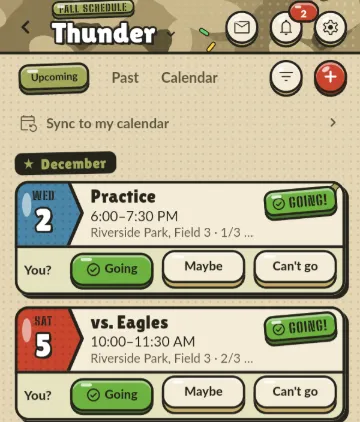 FALL SCHEDULE
Thunder
2
Upcoming
Past
Calendar
Sync to my calendar
★ December
WED
2
Practice
6:00–7:30 PM
Riverside Park, Field 3 · 1/3 ...
GOING!
You?
Going
Maybe
Can't go
SAT
5
vs. Eagles
10:00–11:30 AM
Riverside Park, Field 3 · 2/3 ...
GOING!
You?
Going
Maybe
Can't go